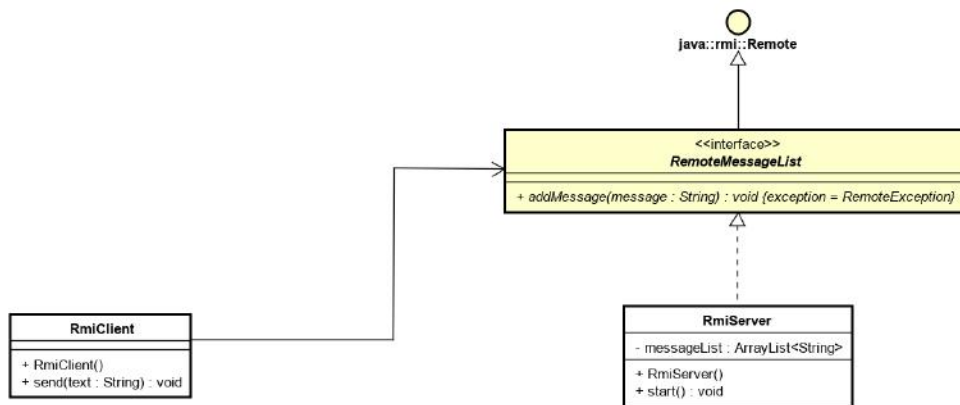 java::rmi::Remote
<<interface>>
RemoteMessageList
+ addMessage(message : String) : void {exception = RemoteException}
RmiClient
+ RmiClient()
+ send(text : String) : void
RmiServer
- messageList : ArrayList<String>
+ RmiServer()
+ start() : void